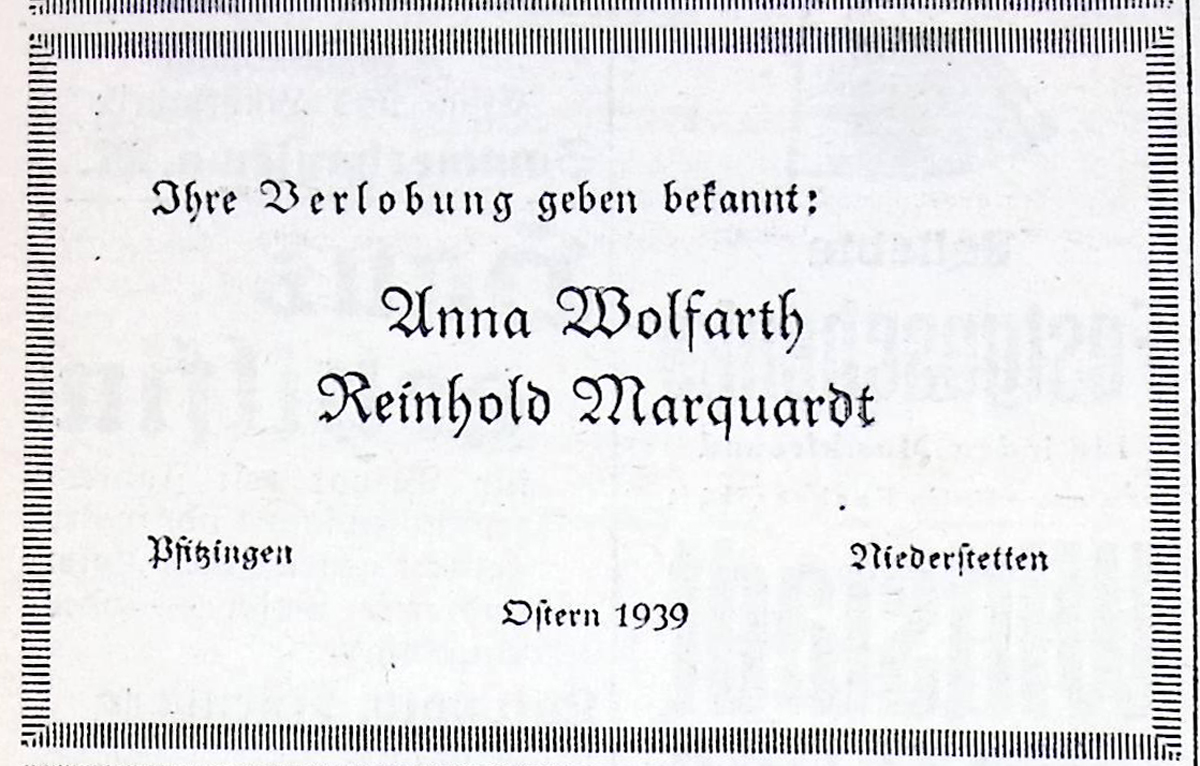 Ihre Verlobung geben bekannt:
Anna Wolfarth
Reinhold Marquardt
Pfitzingen
Niederstetten
Ostern 1939